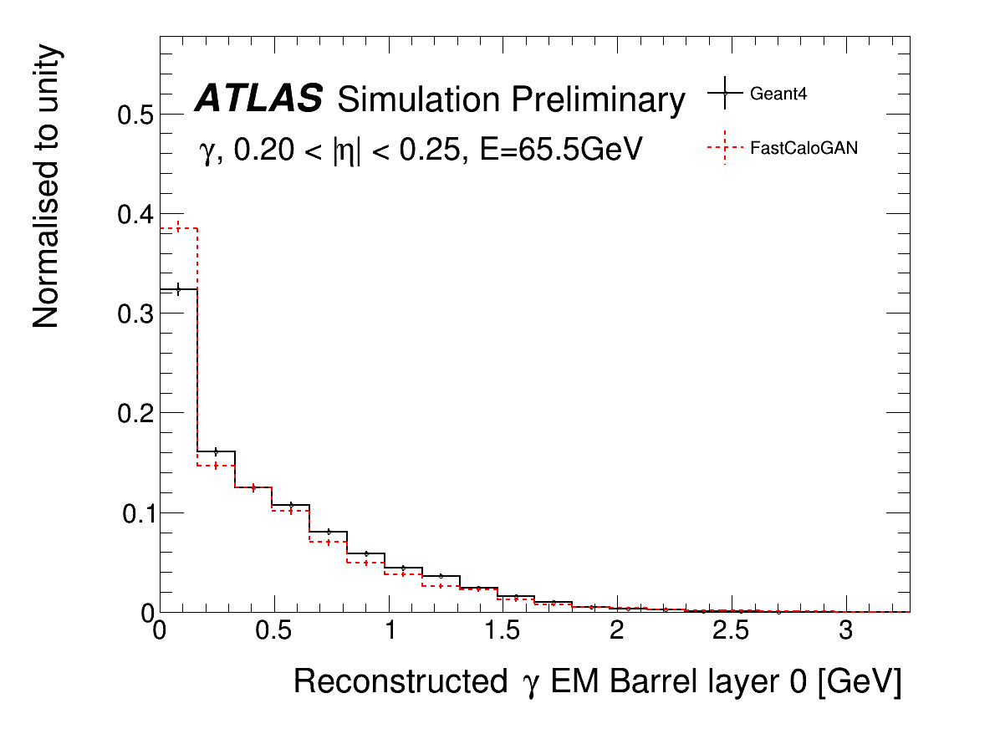 Normalised to unity
ATLAS Simulation Preliminary
γ, 0.20 < |η| < 0.25, E=65.5GeV
Geant4
FastCaloGAN
0.5
0.4
0.3
0.2
0.1
0
0 0.5 1 1.5 2 2.5 3
Reconstructed γ EM Barrel layer 0 [GeV]